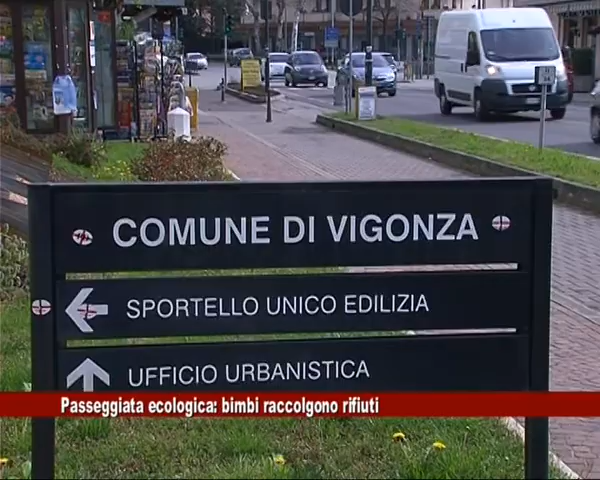 COMUNE DI VIGONZA
SPORTELLO UNICO EDILIZIA
UFFICIO URBANISTICA
Passeggiata ecologica: bimbi raccolgono rifiuti